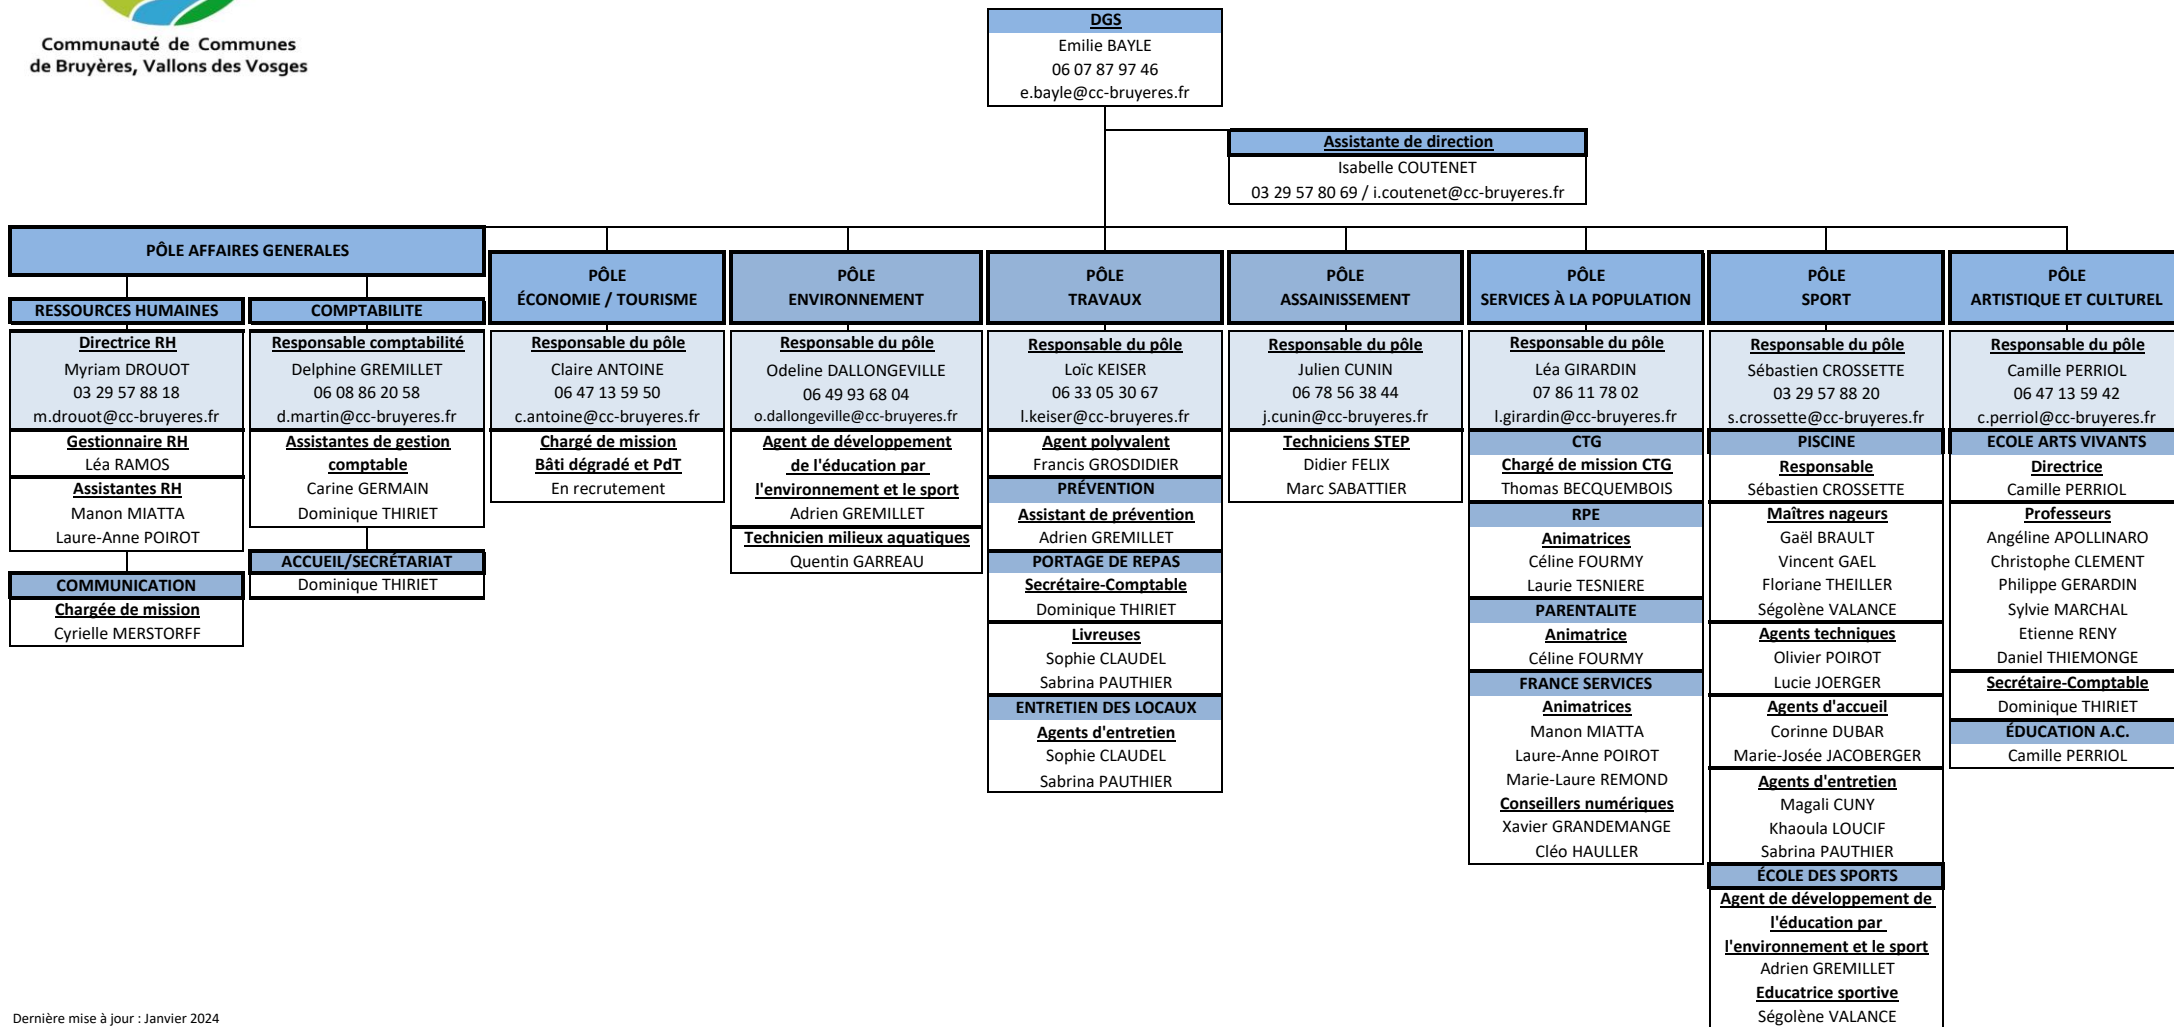 Communauté de Communes
de Bruyères, Vallons des Vosges
DGS
Emilie BAYLE
06 07 87 97 46
e.bayle@cc-bruyeres.fr
Assistante de direction
Isabelle COUTENET
03 29 57 80 69 / i.coutenet@cc-bruyeres.fr
PÔLE AFFAIRES GENERALES
RESSOURCES HUMAINES
Directrice RH
Myriam DROUOT
03 29 57 88 18
m.drouot@cc-bruyeres.fr
Gestionnaire RH
Léa RAMOS
Assistantes RH
Manon MIATTA
Laure-Anne POIROT
COMMUNICATION
Chargée de mission
Cyrielle MERSTORFF
COMPTABILITE
Responsable comptabilité
Delphine GREMILLET
06 08 86 20 58
d.martin@cc-bruyeres.fr
Assistantes de gestion
comptable
Carine GERMAIN
Dominique THIRIET
ACCUEIL/SECRÉTARIAT
Dominique THIRIET
PÔLE
ÉCONOMIE / TOURISME
Responsable du pôle
Claire ANTOINE
06 47 13 59 50
c.antoine@cc-bruyeres.fr
Chargé de mission
Bâti dégradé et PdT
En recrutement
PÔLE
ENVIRONNEMENT
Responsable du pôle
Odeline DALLONGEVILLE
06 49 93 68 04
o.dallongeville@cc-bruyeres.fr
Agent de développement
de l'éducation par
l'environnement et le sport
Adrien GREMILLET
Technicien milieux aquatiques
Quentin GARREAU
PÔLE
TRAVAUX
Responsable du pôle
Loïc KEISER
06 33 05 30 67
l.keiser@cc-bruyeres.fr
Agent polyvalent
Francis GROSDIDIER
PRÉVENTION
Assistant de prévention
Adrien GREMILLET
PORTAGE DE REPAS
Secrétaire-Comptable
Dominique THIRIET
Livreuses
Sophie CLAUDEL
Sabrina PAUTHIER
ENTRETIEN DES LOCAUX
Agents d'entretien
Sophie CLAUDEL
Sabrina PAUTHIER
PÔLE
ASSAINISSEMENT
Responsable du pôle
Julien CUNIN
06 78 56 38 44
j.cunin@cc-bruyeres.fr
Techniciens STEP
Didier FELIX
Marc SABATTIER
PÔLE
SERVICES À LA POPULATION
Responsable du pôle
Léa GIRARDIN
07 86 11 78 02
l.girardin@cc-bruyeres.fr
CTG
Chargé de mission CTG
Thomas BECQUEMBOIS
RPE
Animatrices
Céline FOURMY
Laurie TESNIERE
PARENTALITE
Animatrice
Céline FOURMY
FRANCE SERVICES
Animatrices
Manon MIATTA
Laure-Anne POIROT
Marie-Laure REMOND
Conseillers numériques
Xavier GRANDEMANGE
Cléo HAULLER
PÔLE
SPORT
Responsable du pôle
Sébastien CROSSETTE
03 29 57 88 20
s.crossette@cc-bruyeres.fr
PISCINE
Responsable
Sébastien CROSSETTE
Maîtres nageurs
Gaël BRAULT
Vincent GAEL
Floriane THEILLER
Ségolène VALANCE
Agents techniques
Olivier POIROT
Lucie JOERGER
Agents d'accueil
Corinne DUBAR
Marie-Josée JACOBERGER
Agents d'entretien
Magali CUNY
Khaoula LOUCIF
Sabrina PAUTHIER
ÉCOLE DES SPORTS
Agent de développement de
l'éducation par
l'environnement et le sport
Adrien GREMILLET
Educatrice sportive
Ségolène VALANCE
PÔLE
ARTISTIQUE ET CULTUREL
Responsable du pôle
Camille PERRIOL
06 47 13 59 42
c.perriol@cc-bruyeres.fr
ECOLE ARTS VIVANTS
Directrice
Camille PERRIOL
Professeurs
Angéline APOLLINARO
Christophe CLEMENT
Philippe GERARDIN
Sylvie MARCHAL
Etienne RENY
Daniel THIEMONGE
Secrétaire-Comptable
Dominique THIRIET
ÉDUCATION A.C.
Camille PERRIOL
Dernière mise à jour : Janvier 2024